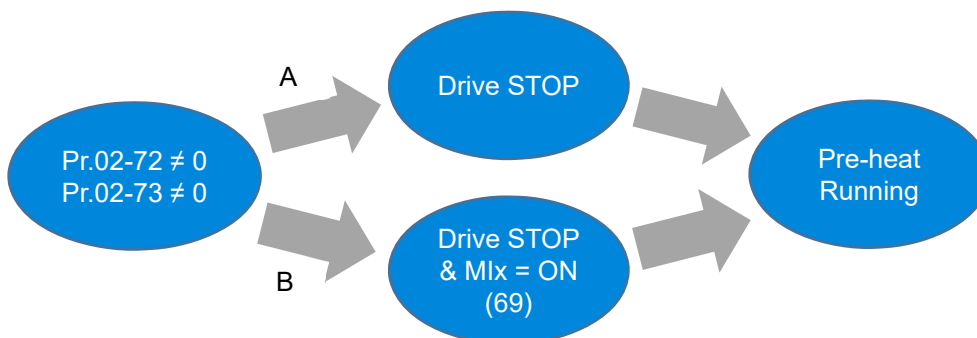 Pr.02-72 ≠ 0
Pr.02-73 ≠ 0
A
Drive STOP
B
Drive STOP
& MIx = ON
(69)
Pre-heat
Running